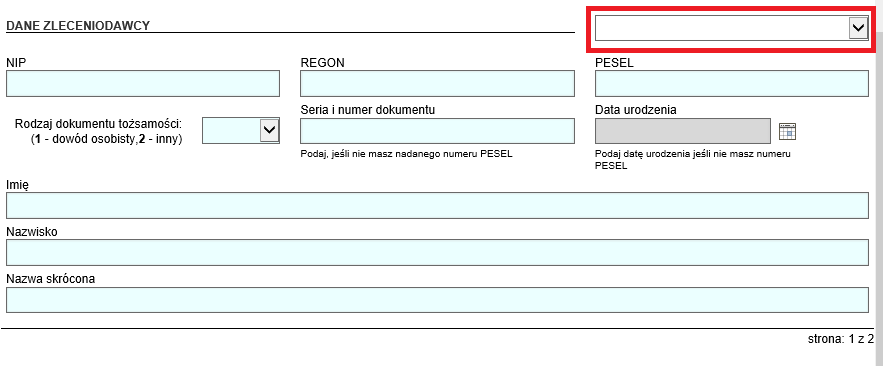 DANE ZLECENIODAWCY
NIP
REGON
PESEL
Rodzaj dokumentu tożsamości:
(1 - dowód osobisty,2 - inny)
Seria i numer dokumentu
Podaj, jeśli nie masz nadanego numeru PESEL
Data urodzenia
Podaj datę urodzenia jeśli nie masz numeru
PESEL
Imię
Nazwisko
Nazwa skrócona
strona: 1 z 2